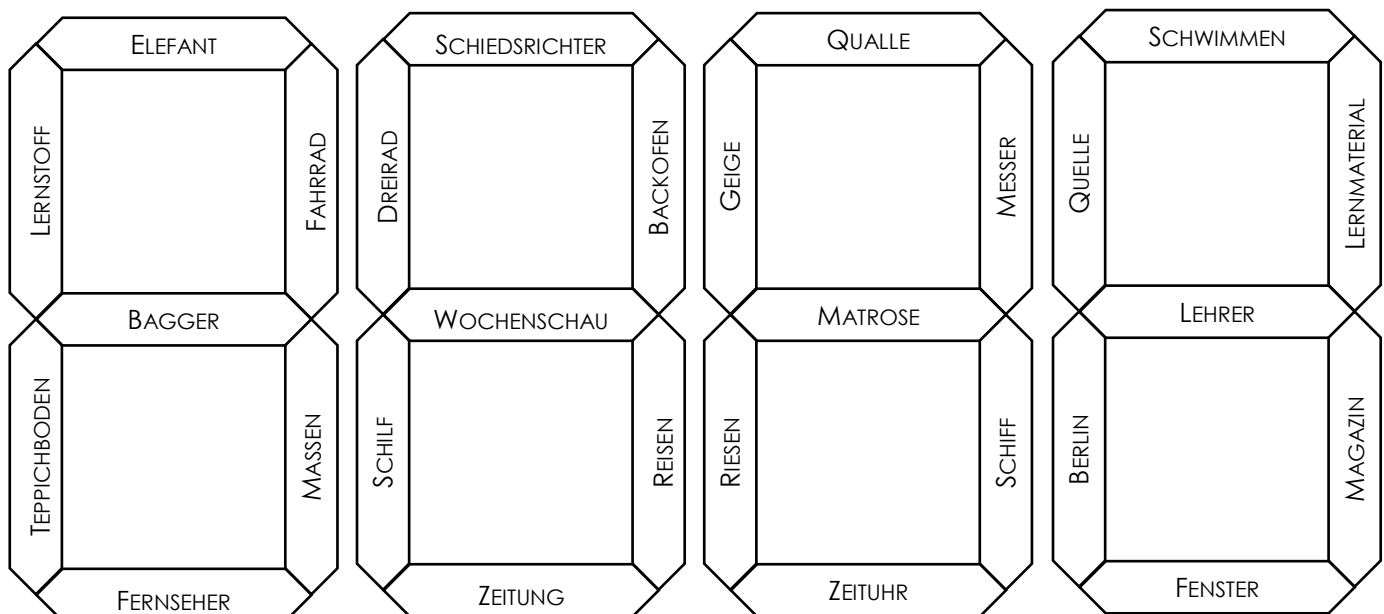 Elefant
Lernstoff
Fahrrad
Bagger
Teppichboden
Massen
Fernseher
Schiedsrichter
Dreirad
Backofen
Wochenschau
Schilf
Reisen
Zeitung
Qualle
Geige
Messer
Matrose
Riesen
Schiff
Zeituhr
Schwimmen
Quelle
Lernmaterial
Lehrer
Berlin
Magazin
Fenster